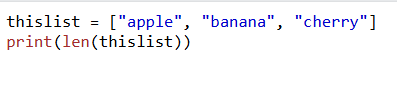 thislist = ["apple", "banana", "cherry"]
print(len(thislist))